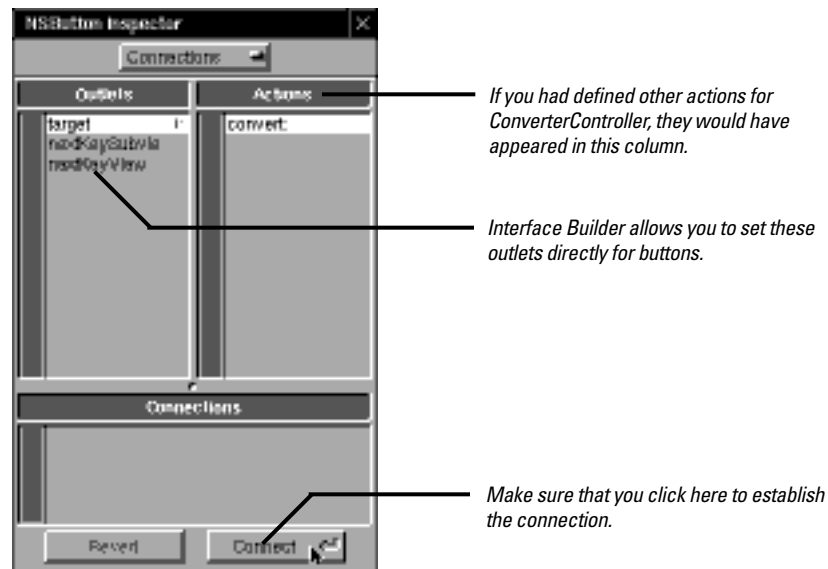 NSButton Inspector
Connections
Outlets Actions
target convert:
nextKeySubvie
nextKeyView
Connections
Revert Connect
If you had defined other actions for
ConverterController, they would have
appeared in this column.
Interface Builder allows you to set these
outlets directly for buttons.
Make sure that you click here to establish
the connection.